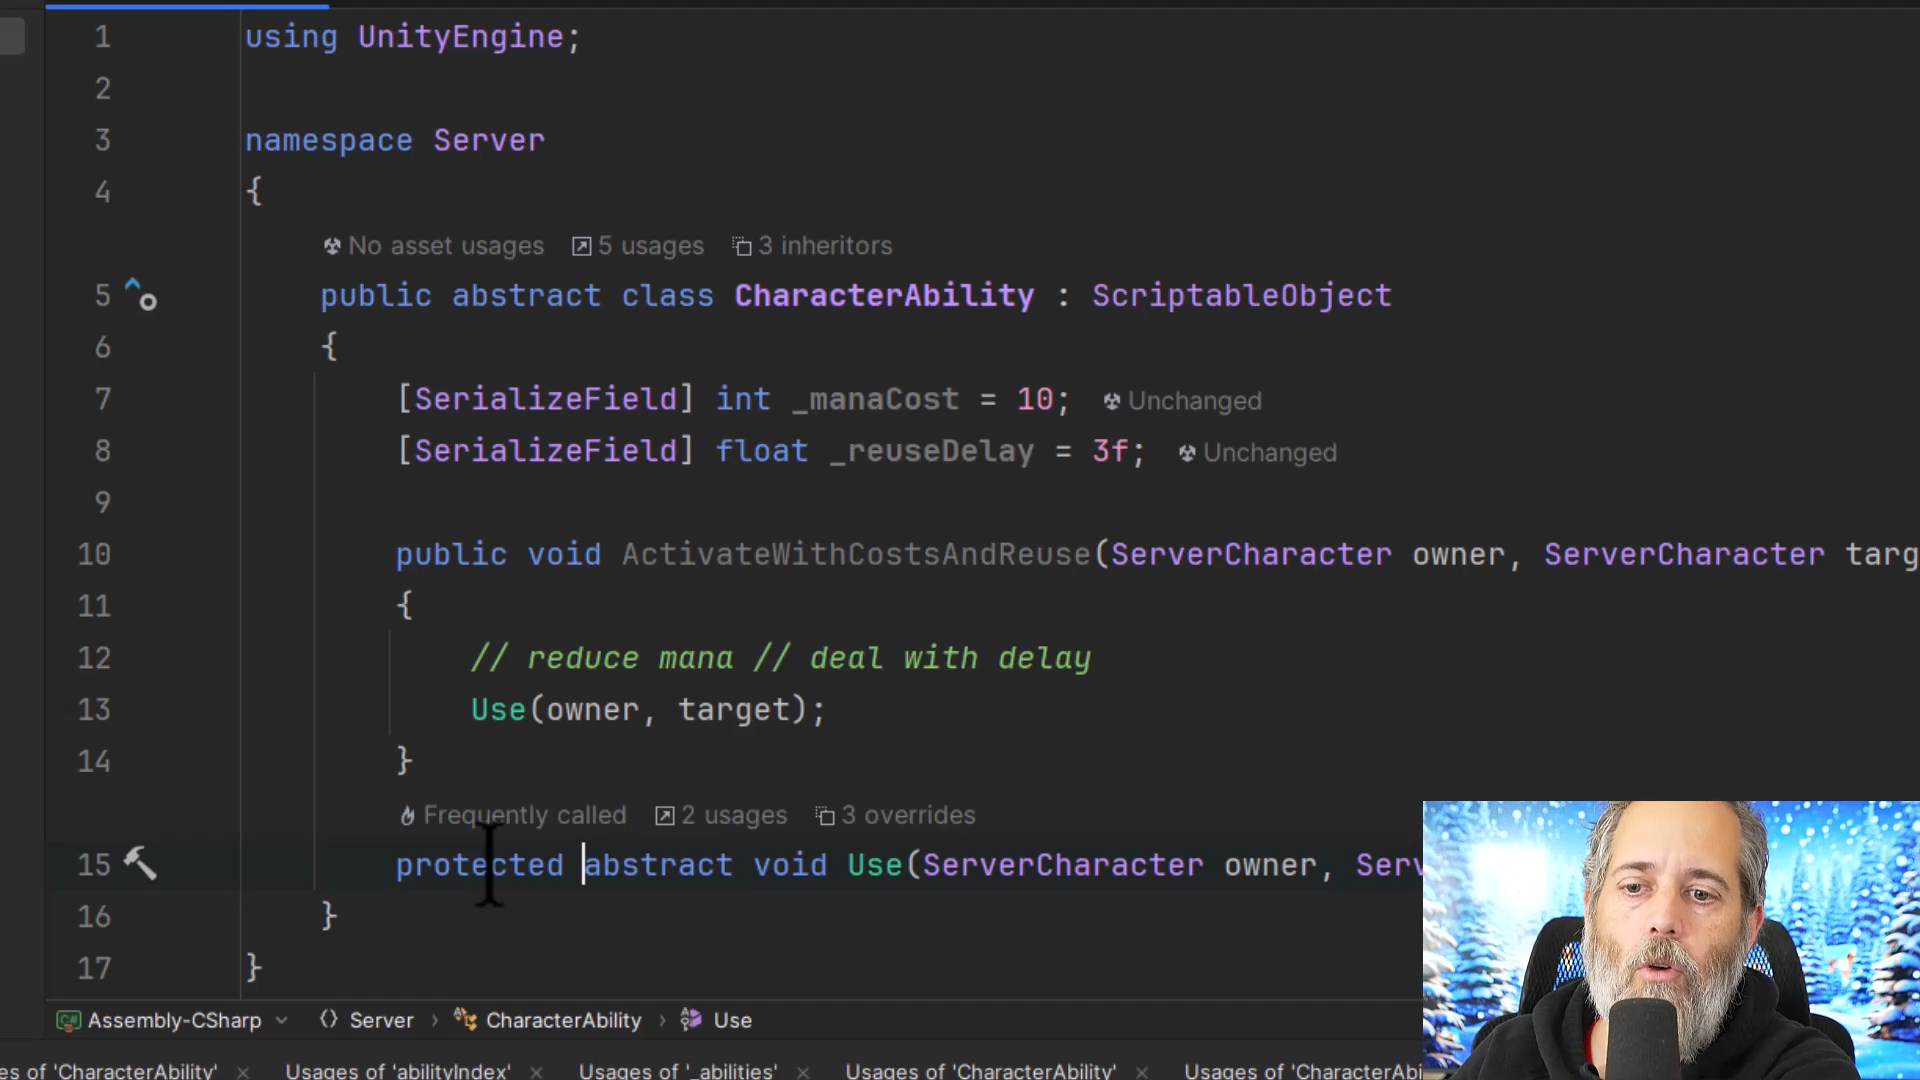 1 using UnityEngine;
2
3 namespace Server
4 {
No asset usages 5 usages 3 inheritors
5 public abstract class CharacterAbility : ScriptableObject
6 {
7 [SerializeField] int _manaCost = 10; Unchanged
8 [SerializeField] float _reuseDelay = 3f; Unchanged
9
10 public void ActivateWithCostsAndReuse(ServerCharacter owner, ServerCharacter targ
11 {
12 // reduce mana // deal with delay
13 Use(owner, target);
14 }
Frequently called 2 usages 3 overrides
15 protected abstract void Use(ServerCharacter owner, Serv
16 }
17 }
Assembly-CSharp Server CharacterAbility Use
es of 'CharacterAbility' × Usages of 'abilityIndex' × Usages of '_abilities' × Usages of 'CharacterAbility' × Usages of 'CharacterAbi